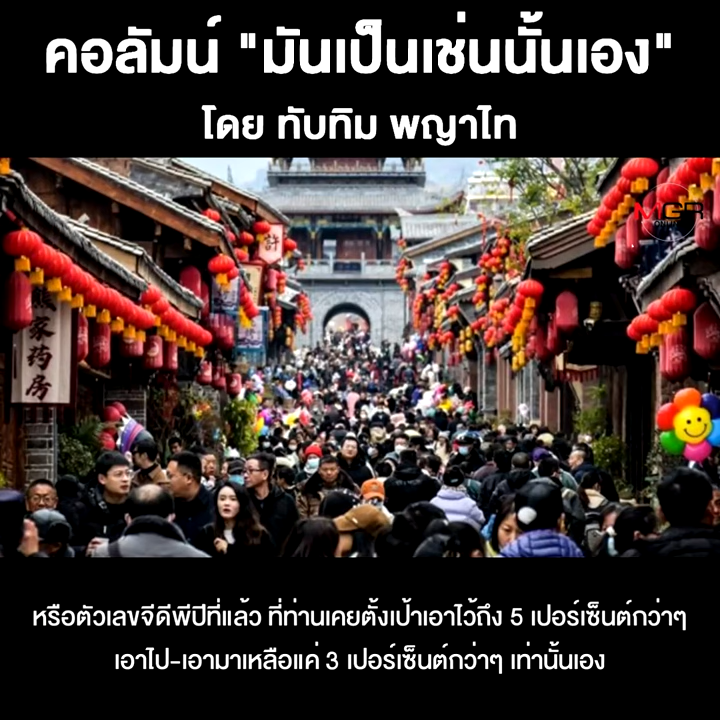 คอลัมน์ "มันเป็นเช่นนั้นเอง"
โดย ทับทิม พญาไท
MGR
ONLINE
許
熊家药房
หรือตัวเลขจีดีพีปีที่แล้ว ที่ท่านเคยตั้งเป้าเอาไว้ถึง 5 เปอร์เซ็นต์กว่าๆ
เอาไป-เอามาเหลือแค่ 3 เปอร์เซ็นต์กว่าๆ เท่านั้นเอง